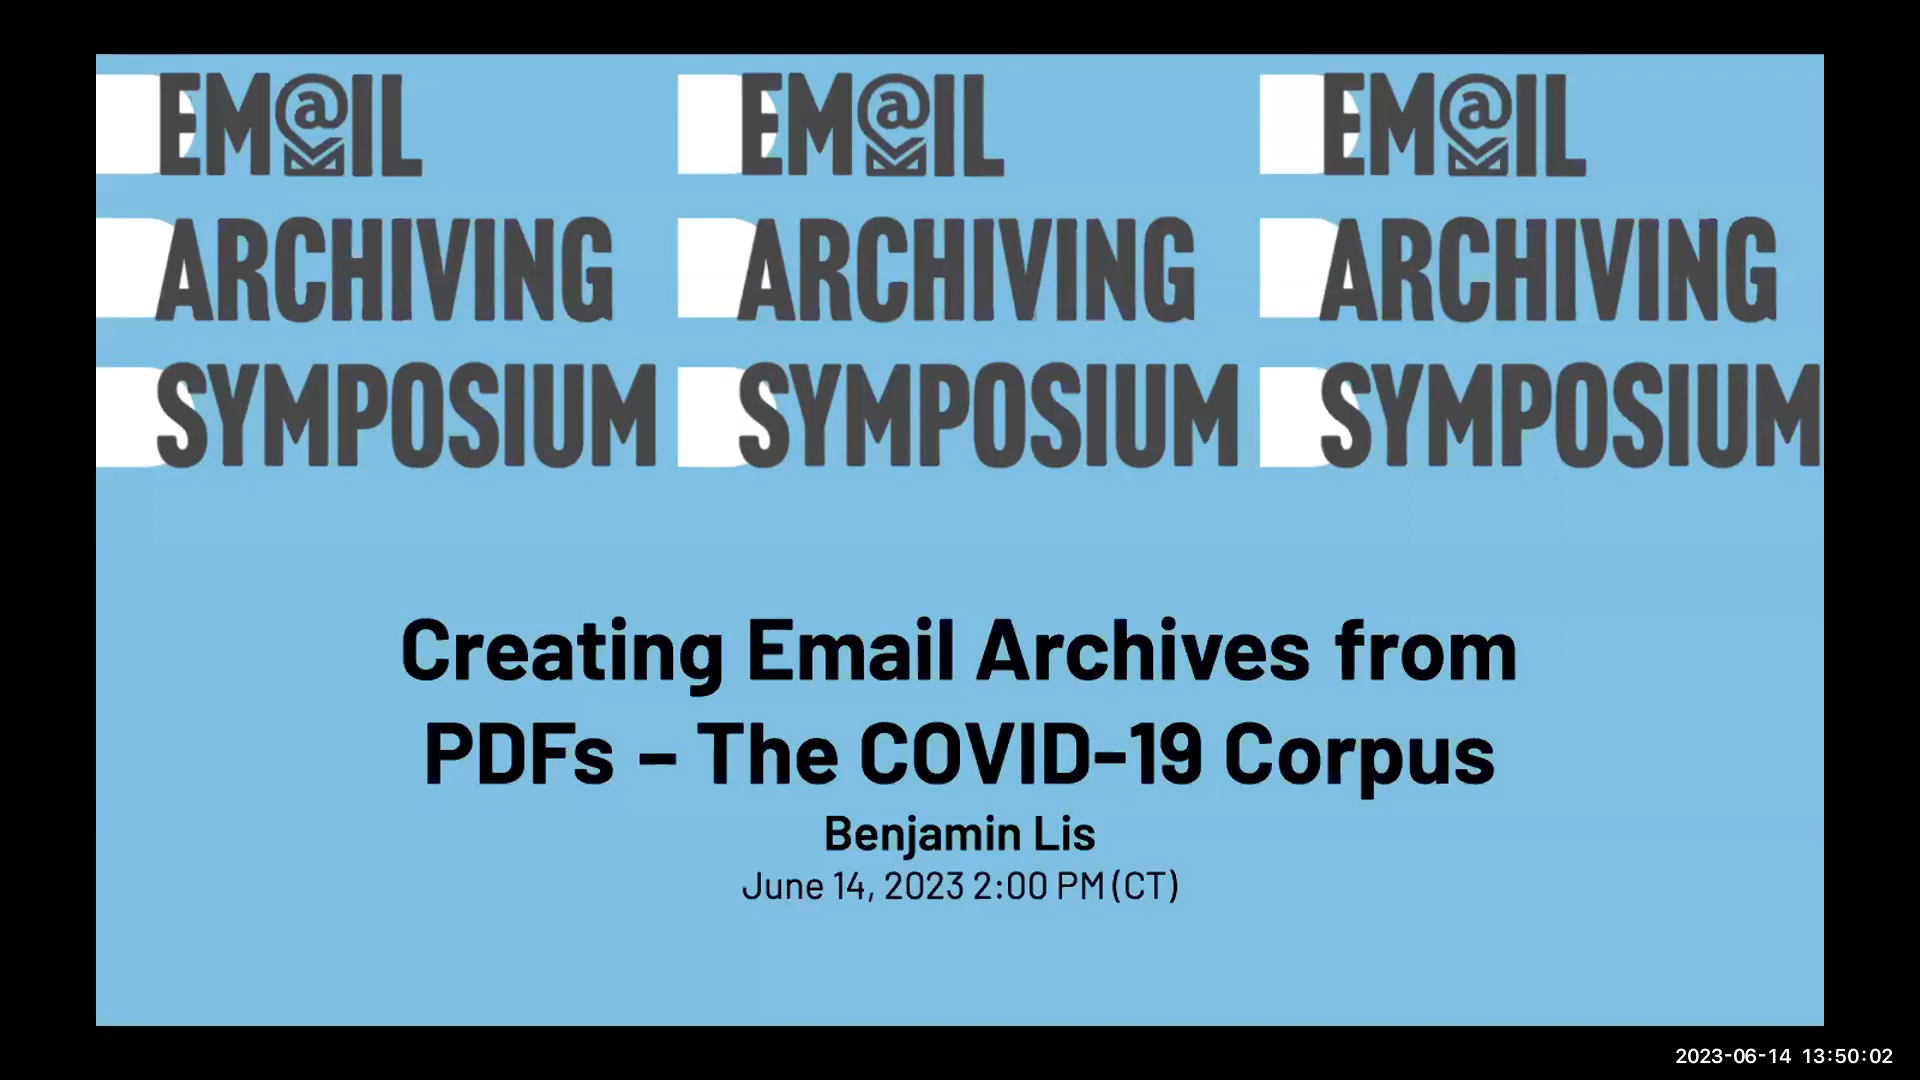 EM@IL EM@IL EM@IL
ARCHIVING ARCHIVING ARCHIVING
SYMPOSIUM SYMPOSIUM SYMPOSIUM
Creating Email Archives from
PDFs – The COVID-19 Corpus
Benjamin Lis
June 14, 2023 2:00 PM (CT)
2023-06-14 13:50:02